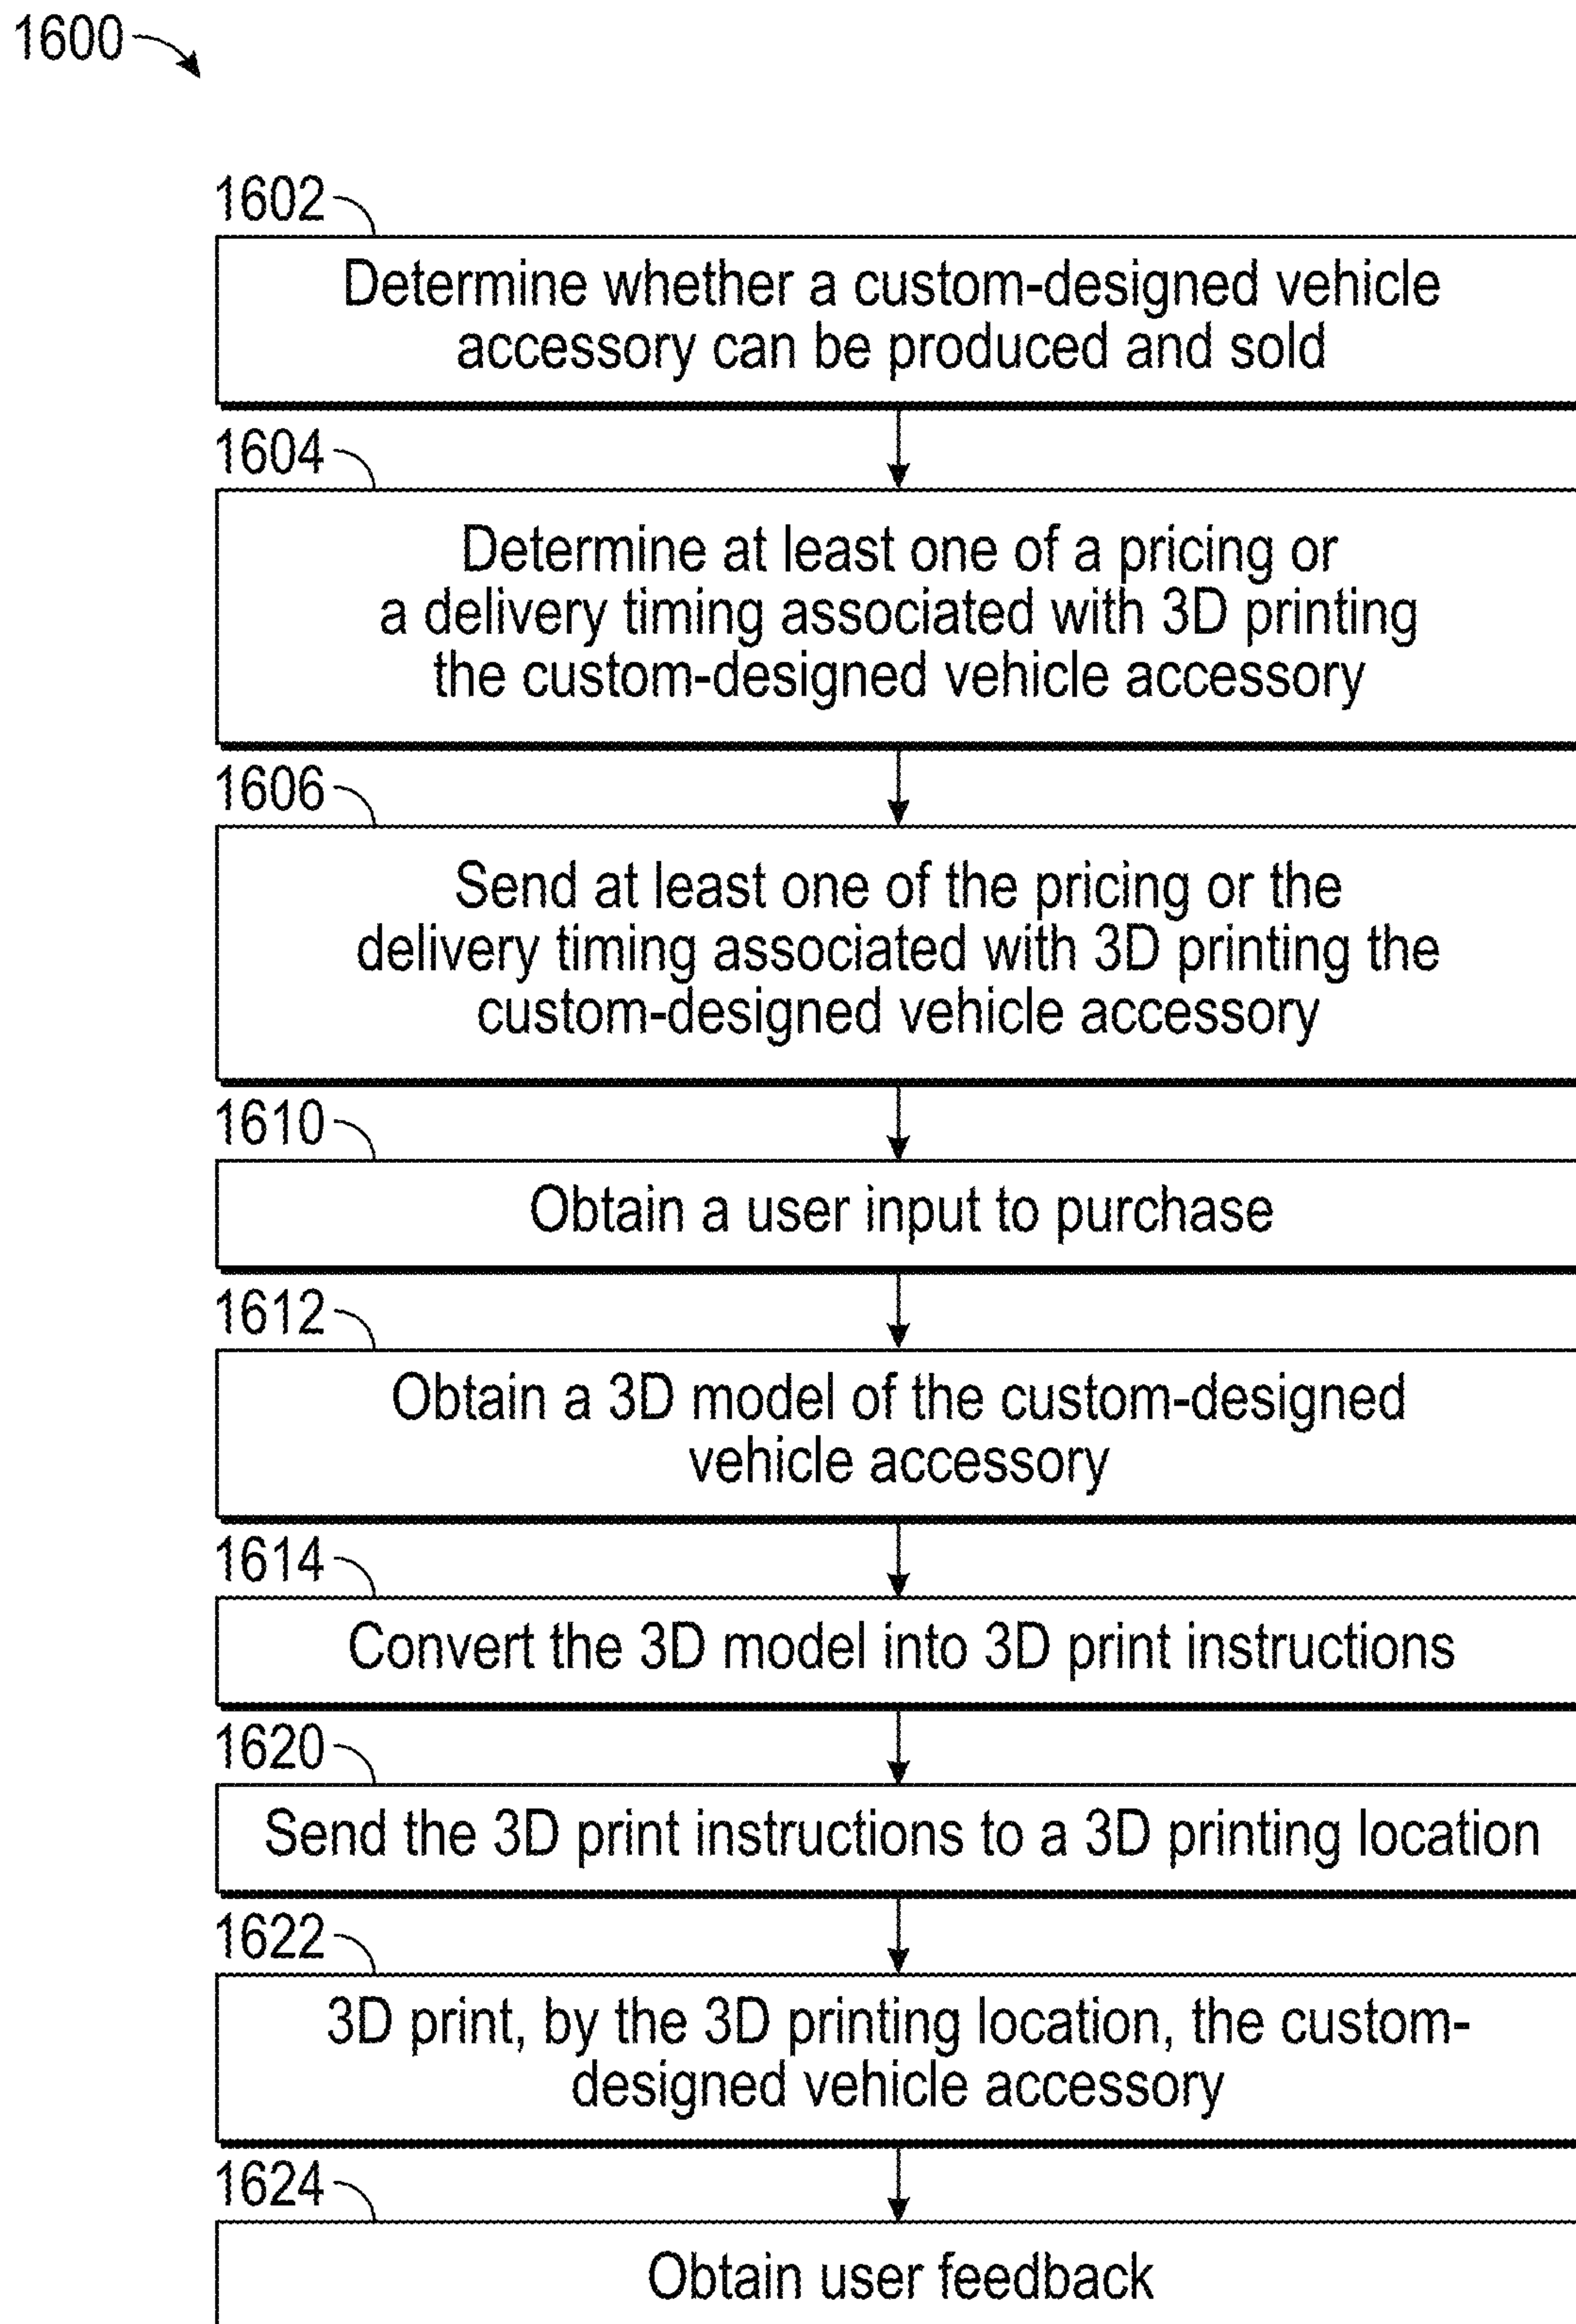 1600
1602
Determine whether a custom-designed vehicle
accessory can be produced and sold
1604
Determine at least one of a pricing or
a delivery timing associated with 3D printing
the custom-designed vehicle accessory
1606
Send at least one of the pricing or the
delivery timing associated with 3D printing the
custom-designed vehicle accessory
1610
Obtain a user input to purchase
1612
Obtain a 3D model of the custom-designed
vehicle accessory
1614
Convert the 3D model into 3D print instructions
1620
Send the 3D print instructions to a 3D printing location
1622
3D print, by the 3D printing location, the custom-
designed vehicle accessory
1624
Obtain user feedback